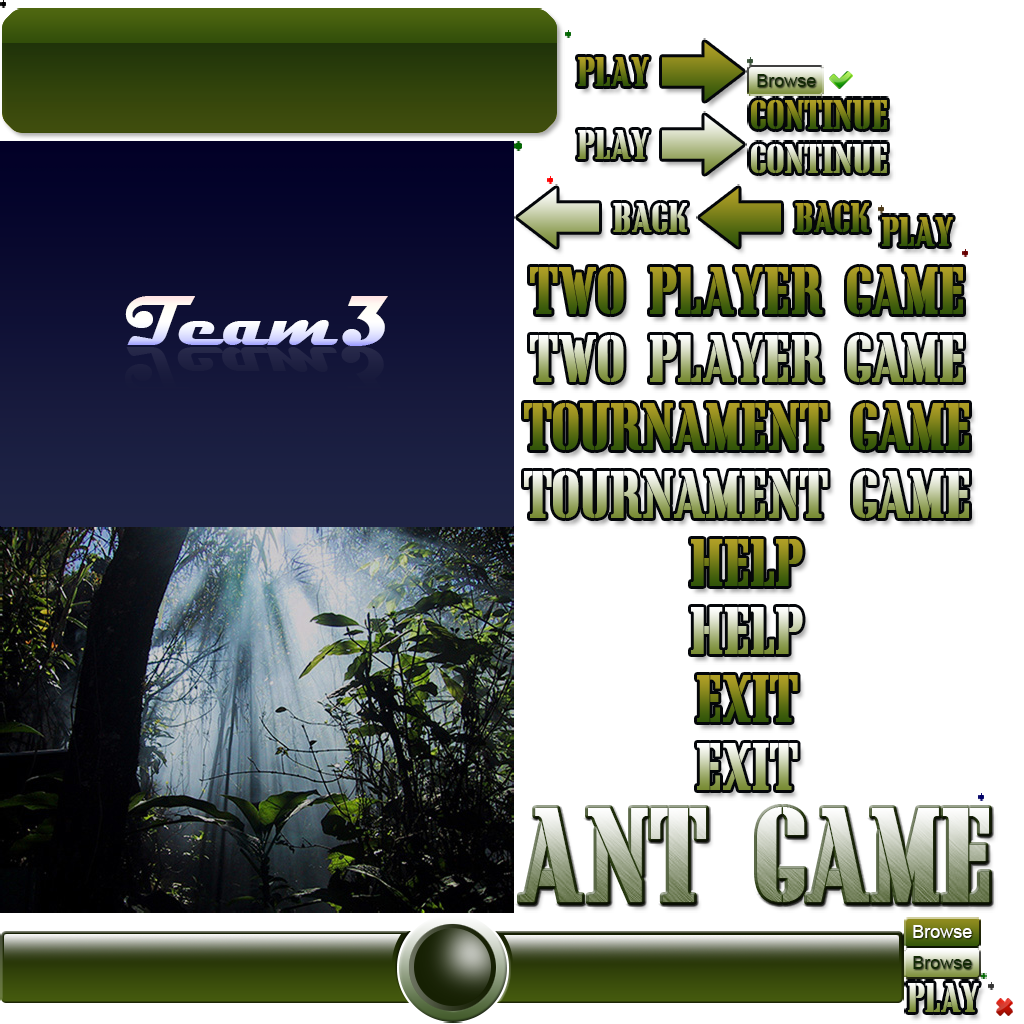 PLAY
Browse
CONTINUE
PLAY
CONTINUE
BACK
BACK
PLAY
TWO PLAYER GAME
Team3
TWO PLAYER GAME
TOURNAMENT GAME
TOURNAMENT GAME
HELP
HELP
EXIT
EXIT
ANT GAME
Browse
Browse
PLAY